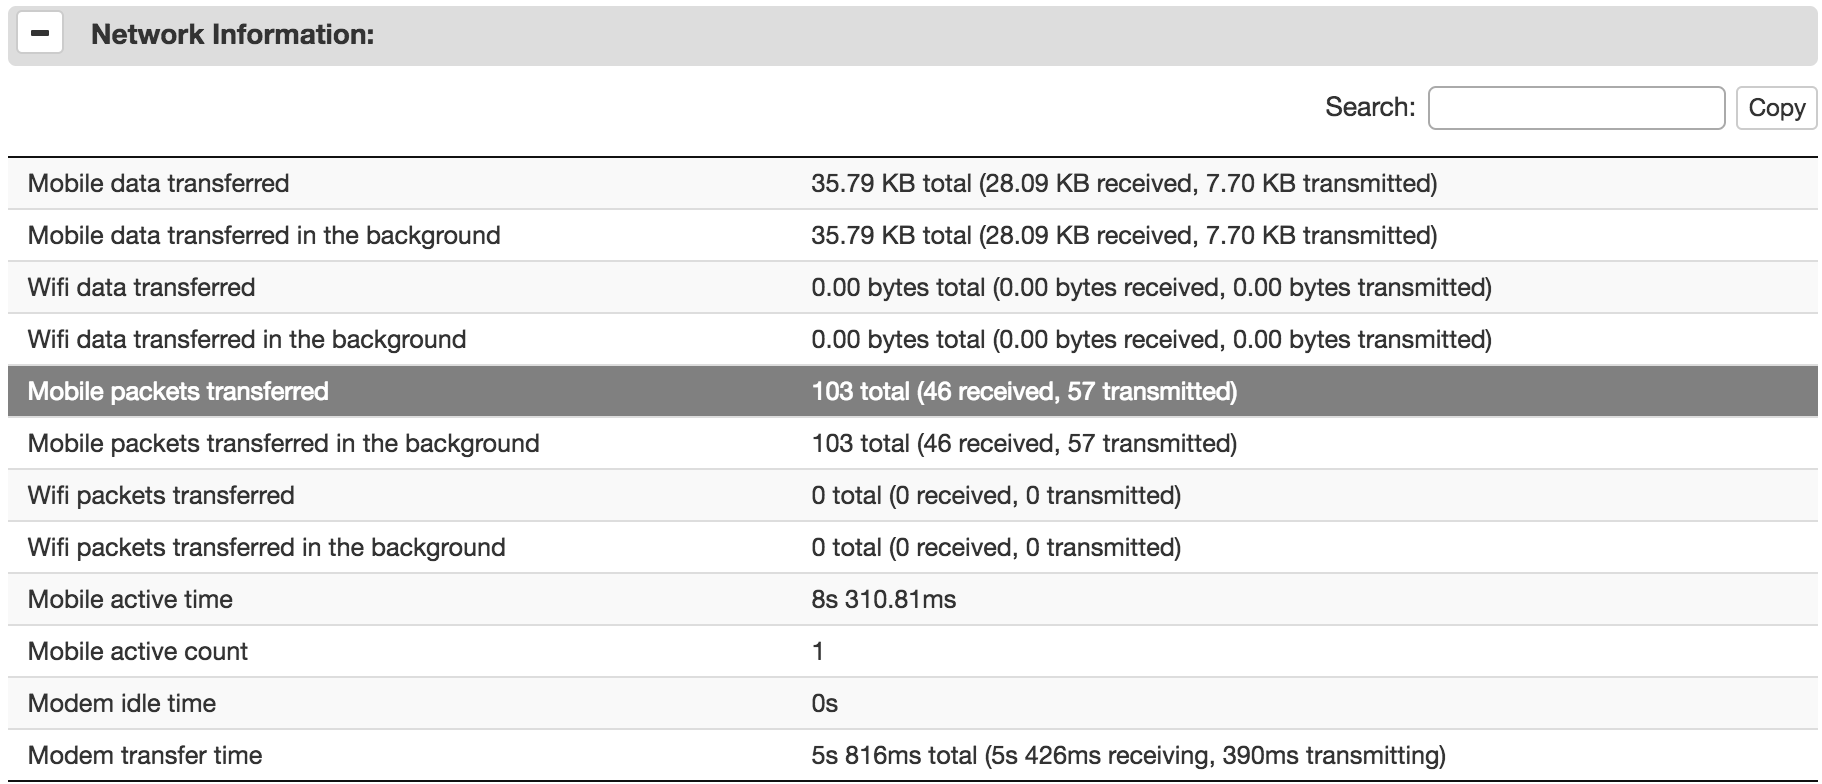 Network Information:
Search: Copy
Mobile data transferred 35.79 KB total (28.09 KB received, 7.70 KB transmitted)
Mobile data transferred in the background 35.79 KB total (28.09 KB received, 7.70 KB transmitted)
Wifi data transferred 0.00 bytes total (0.00 bytes received, 0.00 bytes transmitted)
Wifi data transferred in the background 0.00 bytes total (0.00 bytes received, 0.00 bytes transmitted)
Mobile packets transferred 103 total (46 received, 57 transmitted)
Mobile packets transferred in the background 103 total (46 received, 57 transmitted)
Wifi packets transferred 0 total (0 received, 0 transmitted)
Wifi packets transferred in the background 0 total (0 received, 0 transmitted)
Mobile active time 8s 310.81ms
Mobile active count 1
Modem idle time 0s
Modem transfer time 5s 816ms total (5s 426ms receiving, 390ms transmitting)